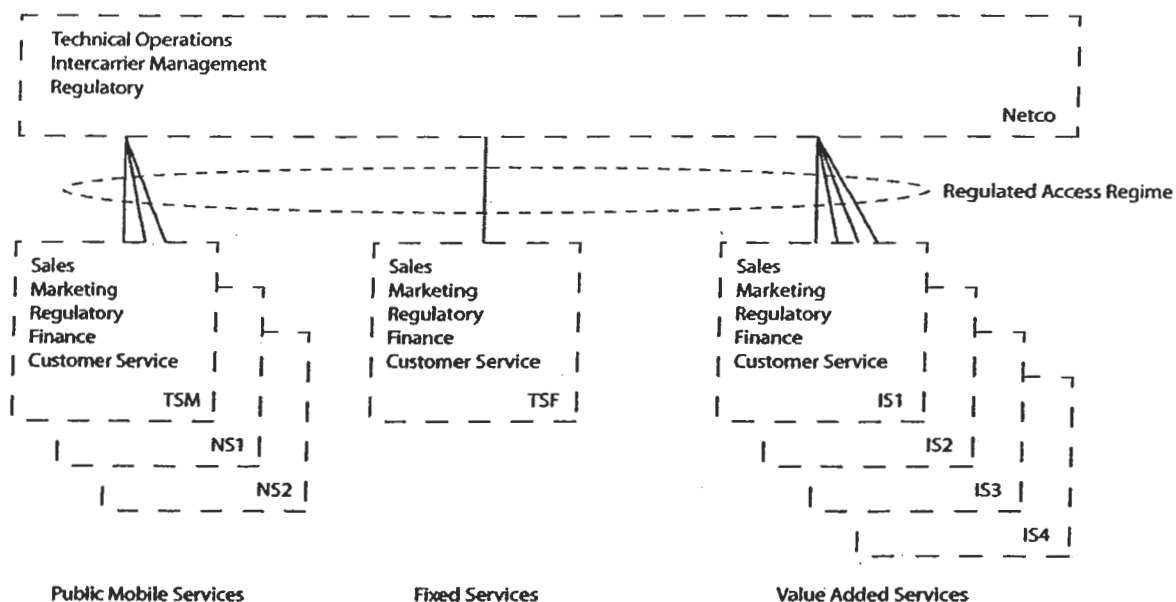 Technical Operations
Intercarrier Management
Regulatory
Netco
Regulated Access Regime
Sales
Marketing
Regulatory
Finance
Customer Service
TSM
NS1
NS2
Sales
Marketing
Regulatory
Finance
Customer Service
TSF
Sales
Marketing
Regulatory
Finance
Customer Service
IS1
IS2
IS3
IS4
Public Mobile Services
Fixed Services
Value Added Services